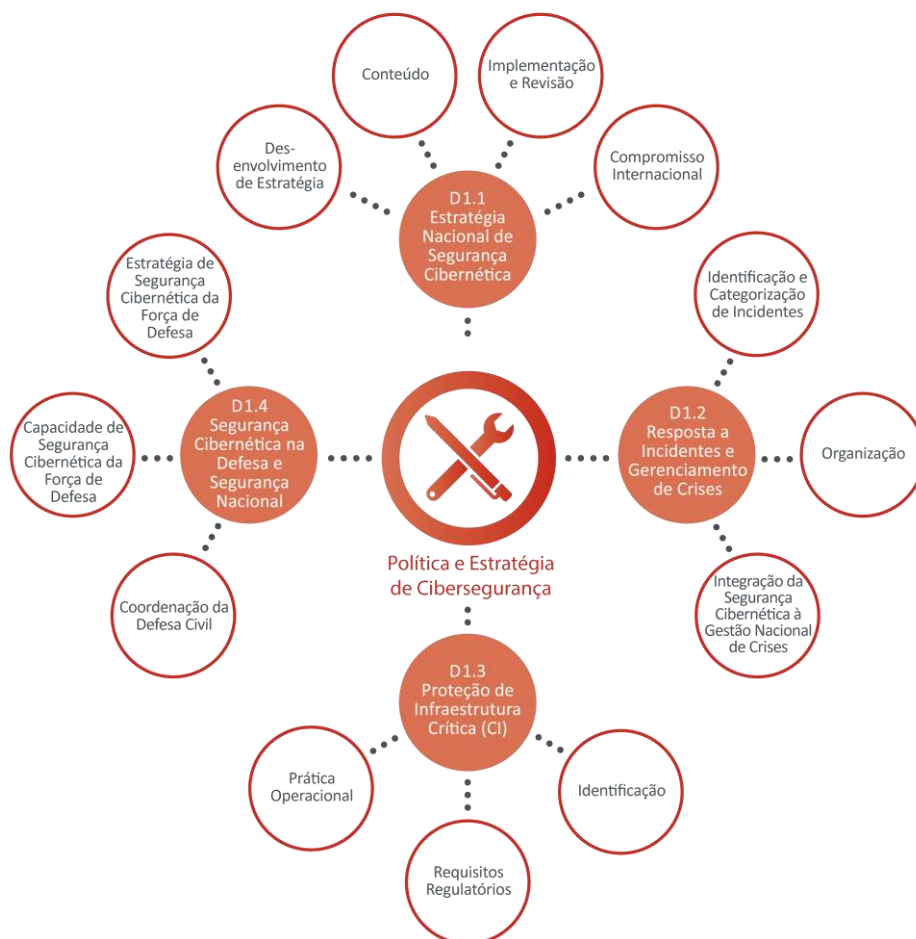 Conteúdo
Implementação
e Revisão
Des-
envolvimento
de Estratégia
Compromisso
Internacional
D1.1
Estratégia
Nacional de
Segurança
Cibernética
Estratégia de
Segurança
Cibernética da
Força de
Defesa
Identificação e
Categorização
de Incidentes
D1.4
Segurança
Cibernética na
Defesa e
Segurança
Nacional
D1.2
Resposta a
Incidentes e
Gerenciamento
de Crises
Capacidade de
Segurança
Cibernética da
Força de
Defesa
Organização
Política e Estratégia
de Cibersegurança
Coordenação da
Defesa Civil
Integração da
Segurança
Cibernética à
Gestão Nacional
de Crises
D1.3
Proteção de
Infraestrutura
Crítica (CI)
Prática
Operacional
Identificação
Requisitos
Regulatórios